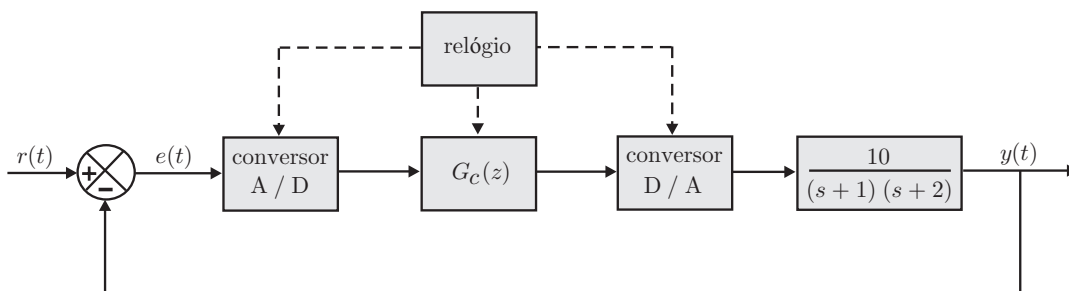 relógio
r(t)
+
−
e(t)
conversor
A / D
G_c(z)
conversor
D / A
10
(s + 1) (s + 2)
y(t)